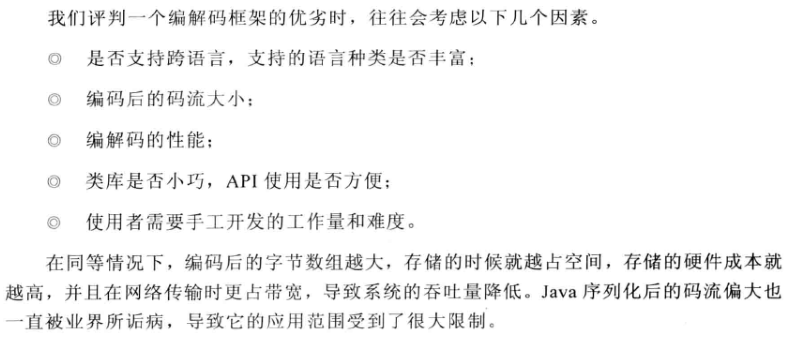 我们评判一个编解码框架的优劣时，往往会考虑以下几个因素。
◎ 是否支持跨语言，支持的语言种类是否丰富；
◎ 编码后的码流大小；
◎ 编解码的性能；
◎ 类库是否小巧，API 使用是否方便；
◎ 使用者需要手工开发的工作量和难度。
在同等情况下，编码后的字节数组越大，存储的时候就越占空间，存储的硬件成本就
越高，并且在网络传输时更占带宽，导致系统的吞吐量降低。Java 序列化后的码流偏大也
一直被业界所诟病，导致它的应用范围受到了很大限制。